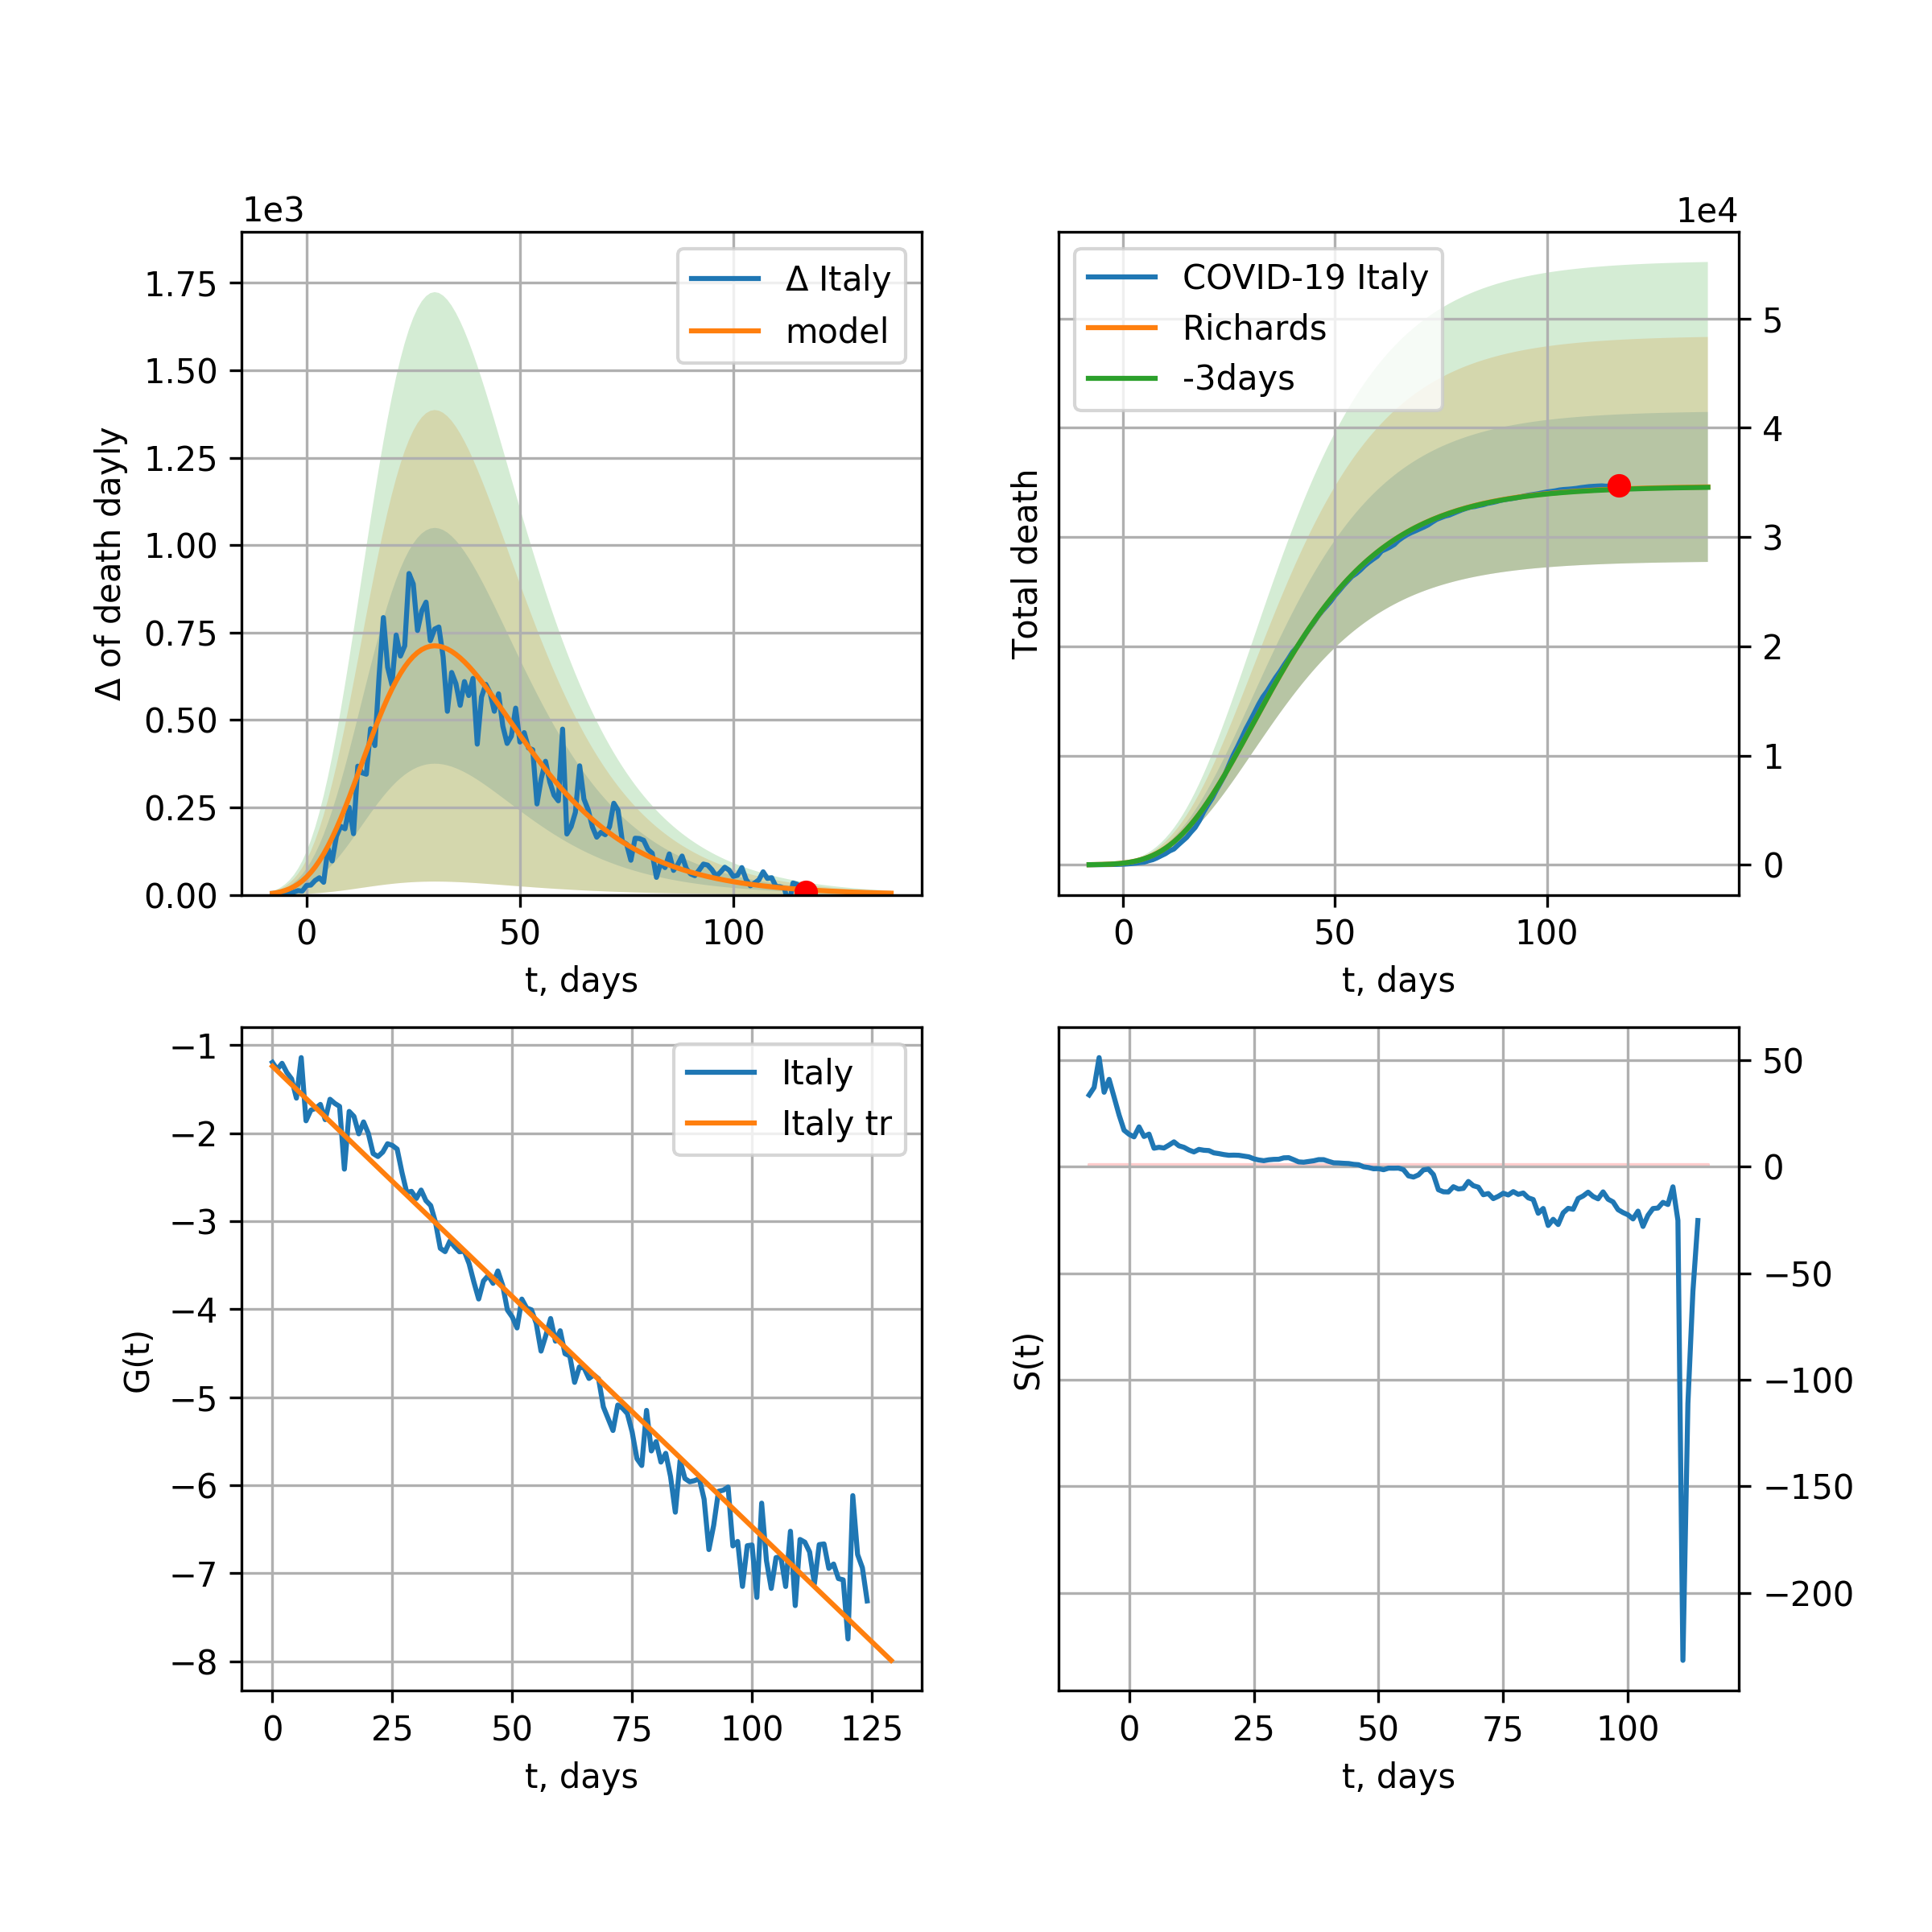 1e3
1.75
1.50
1.25
1.00
0.75
0.50
0.25
0.00
Δ of death dayly
Δ Italy
model
0 50 100
t, days
1e4
COVID-19 Italy
Richards
-3days
Total death
5
4
3
2
1
0
0 50 100
t, days
−1
−2
−3
−4
−5
−6
−7
−8
G(t)
Italy
Italy tr
0 25 50 75 100 125
t, days
S(t)
50
0
−50
−100
−150
−200
0 25 50 75 100
t, days